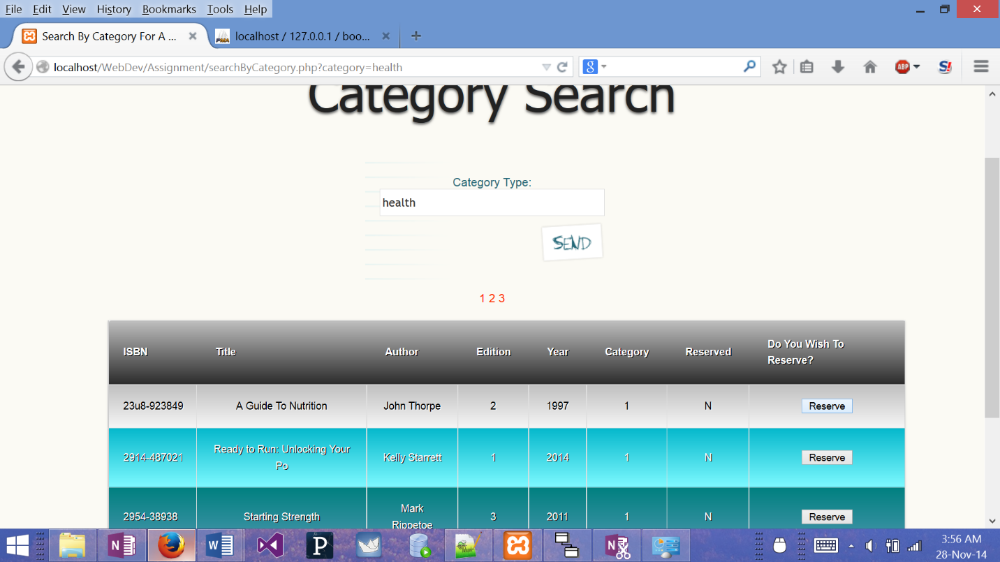 File Edit View History Bookmarks Tools Help
Search By Category For A ...
PMA
localhost / 127.0.0.1 / boo...
localhost/WebDev/Assignment/searchByCategory.php?category=health
g
ABP
S!
Category Search
Category Type:
health
SEND
1 2 3
ISBN Title Author Edition Year Category Reserved Do You Wish To
Reserve?
23u8-923849 A Guide To Nutrition John Thorpe 2 1997 1 N Reserve
Ready to Run: Unlocking Your
Po
2914-487021 Kelly Starrett 1 2014 1 N Reserve
2954-38938 Starting Strength Mark
Rippetoe 3 2011 1 N Reserve
N W P N
3:56 AM
28-Nov-14